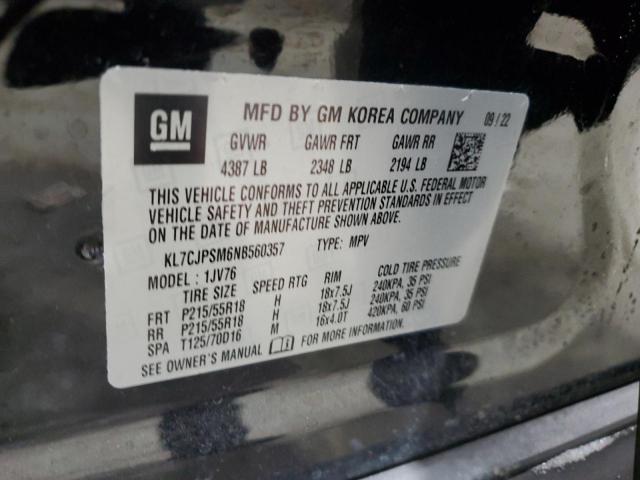 GM
MFD BY GM KOREA COMPANY 09 / 22
GVWR GAWR FRT GAWR RR
4387 LB 2348 LB 2194 LB
THIS VEHICLE CONFORMS TO ALL APPLICABLE U.S. FEDERAL MOTOR
VEHICLE SAFETY AND THEFT PREVENTION STANDARDS IN EFFECT
ON THE DATE OF MANUFACTURE SHOWN ABOVE.
KL7CJPSM6NB560357 TYPE: MPV
MODEL : 1JV76
TIRE SIZE SPEED RTG RIM COLD TIRE PRESSURE
FRT P215/55R18 H 18x7.5J 240KPA, 35 PSI
RR P215/55R18 H 18x7.5J 240KPA, 35 PSI
SPA T125/70D16 M 16x4.0T 420KPA, 60 PSI
SEE OWNER'S MANUAL FOR MORE INFORMATION.